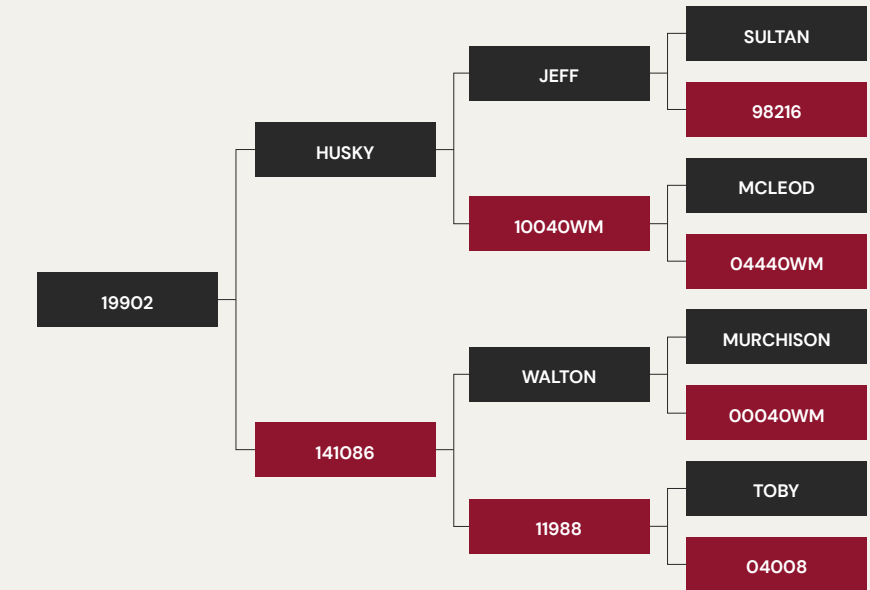 SULTAN
JEFF
98216
HUSKY
MCLEOD
10040WM
04440WM
19902
MURCHISON
WALTON
00040WM
141086
TOBY
11988
04008